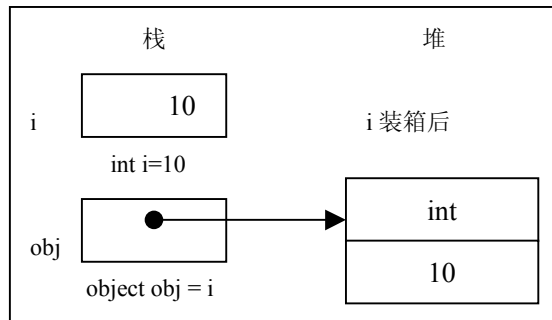 栈
堆
i
10
i 装箱后
int i=10
int
obj
10
object obj = i